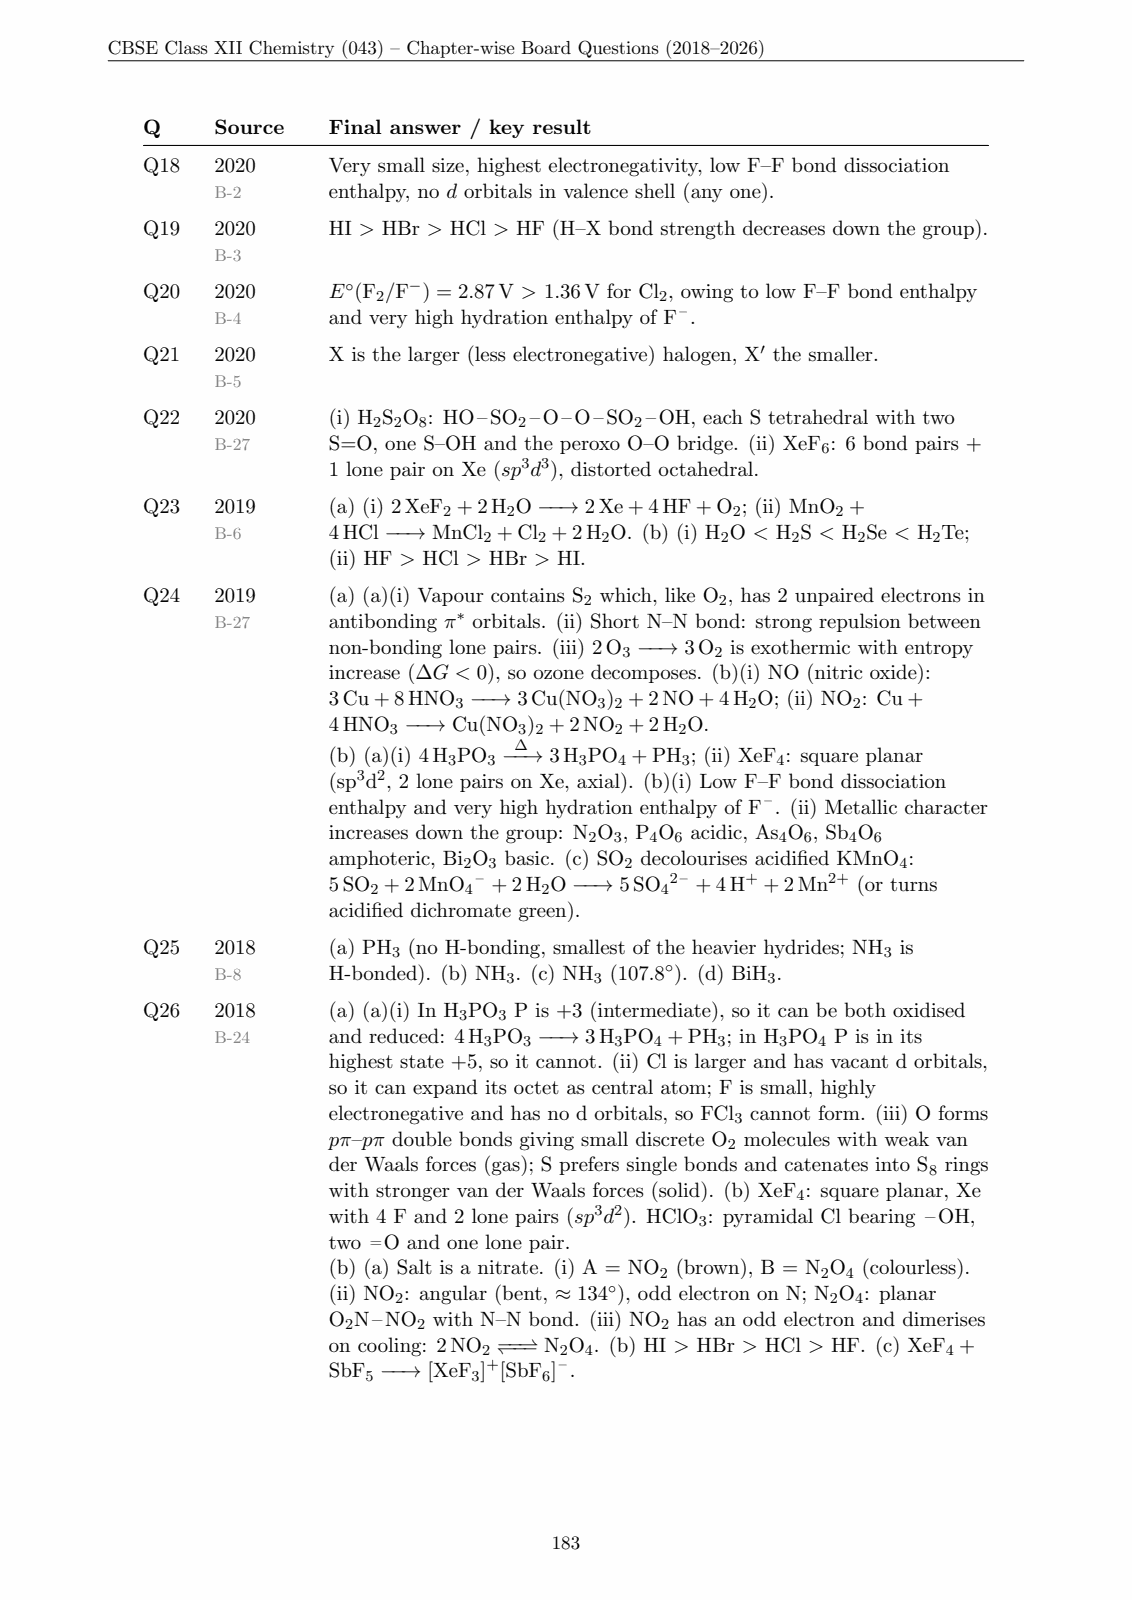 CBSE Class XII Chemistry (043) – Chapter-wise Board Questions (2018–2026)
Q Source Final answer / key result
Q18 2020 Very small size, highest electronegativity, low F–F bond dissociation
B-2 enthalpy, no d orbitals in valence shell (any one).
Q19 2020 HI > HBr > HCl > HF (H–X bond strength decreases down the group).
B-3
Q20 2020 E°(F₂/F⁻) = 2.87 V > 1.36 V for Cl₂, owing to low F–F bond enthalpy
B-4 and very high hydration enthalpy of F⁻.
Q21 2020 X is the larger (less electronegative) halogen, X′ the smaller.
B-5
Q22 2020 (i) H₂S₂O₈: HO–SO₂–O–O–SO₂–OH, each S tetrahedral with two
B-27 S=O, one S–OH and the peroxo O–O bridge. (ii) XeF₆: 6 bond pairs +
1 lone pair on Xe (sp³d³), distorted octahedral.
Q23 2019 (a) (i) 2 XeF₂ + 2 H₂O ⟶ 2 Xe + 4 HF + O₂; (ii) MnO₂ +
B-6 4 HCl ⟶ MnCl₂ + Cl₂ + 2 H₂O. (b) (i) H₂O < H₂S < H₂Se < H₂Te;
(ii) HF > HCl > HBr > HI.
Q24 2019 (a) (a)(i) Vapour contains S₂ which, like O₂, has 2 unpaired electrons in
B-27 antibonding π* orbitals. (ii) Short N–N bond: strong repulsion between
non-bonding lone pairs. (iii) 2 O₃ ⟶ 3 O₂ is exothermic with entropy
increase (ΔG < 0), so ozone decomposes. (b)(i) NO (nitric oxide):
3 Cu + 8 HNO₃ ⟶ 3 Cu(NO₃)₂ + 2 NO + 4 H₂O; (ii) NO₂: Cu +
4 HNO₃ ⟶ Cu(NO₃)₂ + 2 NO₂ + 2 H₂O.
(b) (a)(i) 4 H₃PO₃ —Δ→ 3 H₃PO₄ + PH₃; (ii) XeF₄: square planar
(sp³d², 2 lone pairs on Xe, axial). (b)(i) Low F–F bond dissociation
enthalpy and very high hydration enthalpy of F⁻. (ii) Metallic character
increases down the group: N₂O₃, P₄O₆ acidic, As₄O₆, Sb₄O₆
amphoteric, Bi₂O₃ basic. (c) SO₂ decolourises acidified KMnO₄:
5 SO₂ + 2 MnO₄⁻ + 2 H₂O ⟶ 5 SO₄²⁻ + 4 H⁺ + 2 Mn²⁺ (or turns
acidified dichromate green).
Q25 2018 (a) PH₃ (no H-bonding, smallest of the heavier hydrides; NH₃ is
B-8 H-bonded). (b) NH₃. (c) NH₃ (107.8°). (d) BiH₃.
Q26 2018 (a) (a)(i) In H₃PO₃ P is +3 (intermediate), so it can be both oxidised
B-24 and reduced: 4 H₃PO₃ ⟶ 3 H₃PO₄ + PH₃; in H₃PO₄ P is in its
highest state +5, so it cannot. (ii) Cl is larger and has vacant d orbitals,
so it can expand its octet as central atom; F is small, highly
electronegative and has no d orbitals, so FCl₃ cannot form. (iii) O forms
pπ–pπ double bonds giving small discrete O₂ molecules with weak van
der Waals forces (gas); S prefers single bonds and catenates into S₈ rings
with stronger van der Waals forces (solid). (b) XeF₄: square planar, Xe
with 4 F and 2 lone pairs (sp³d²). HClO₃: pyramidal Cl bearing –OH,
two =O and one lone pair.
(b) (a) Salt is a nitrate. (i) A = NO₂ (brown), B = N₂O₄ (colourless).
(ii) NO₂: angular (bent, ≈ 134°), odd electron on N; N₂O₄: planar
O₂N–NO₂ with N–N bond. (iii) NO₂ has an odd electron and dimerises
on cooling: 2 NO₂ ⇌ N₂O₄. (b) HI > HBr > HCl > HF. (c) XeF₄ +
SbF₅ ⟶ [XeF₃]⁺[SbF₆]⁻.
183